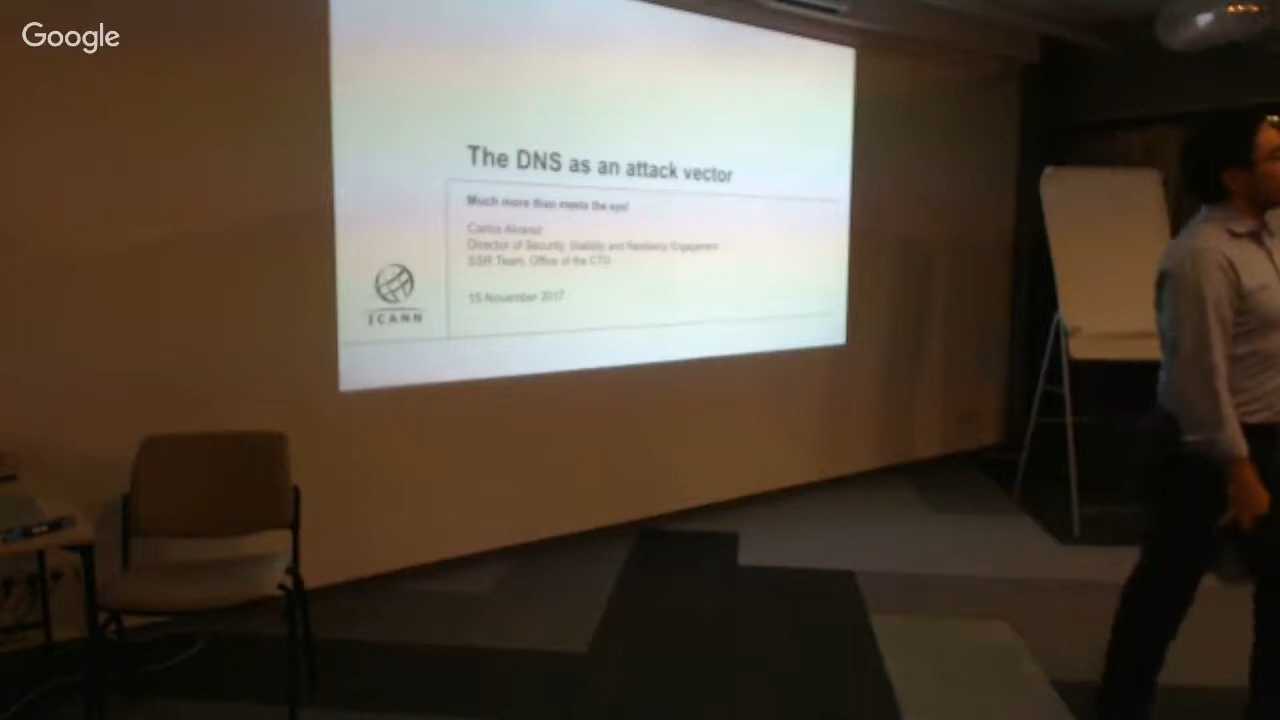 Google
The DNS as an attack vector
Much more than meets the eye!
Carlos Alvarez
Director of Security, Stability and Resiliency Engagement
SSR Team, Office of the CTO
15 November 2017
ICANN